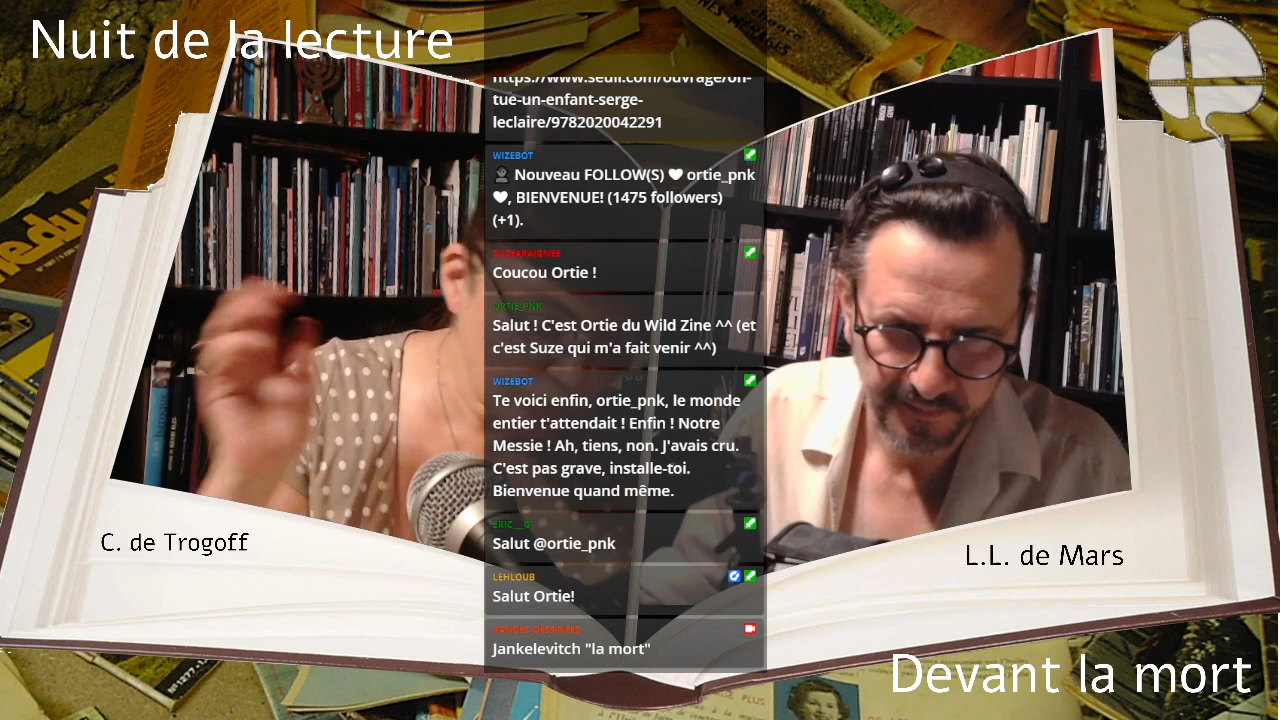 Nuit de la lecture
https://www.seuil.com/ouvrage/on-
tue-un-enfant-serge-
leclaire/9782020042291
WIZEBOT
Nouveau FOLLOW(S) ♥ ortie_pnk
♥, BIENVENUE! (1475 followers)
(+1).
Coucou Ortie !
ORTIE_PNK
Salut ! C'est Ortie du Wild Zine ^^ (et
c'est Suze qui m'a fait venir ^^)
WIZEBOT
Te voici enfin, ortie_pnk, le monde
entier t'attendait ! Enfin ! Notre
Messie ! Ah, tiens, non. J'avais cru.
C'est pas grave, installe-toi.
Bienvenue quand même.
ERIC__G
Salut @ortie_pnk
LEHLOUB
Salut Ortie!
BANDES_DESSINEES
Jankelevitch "la mort"
C. de Trogoff
L.L. de Mars
Devant la mort